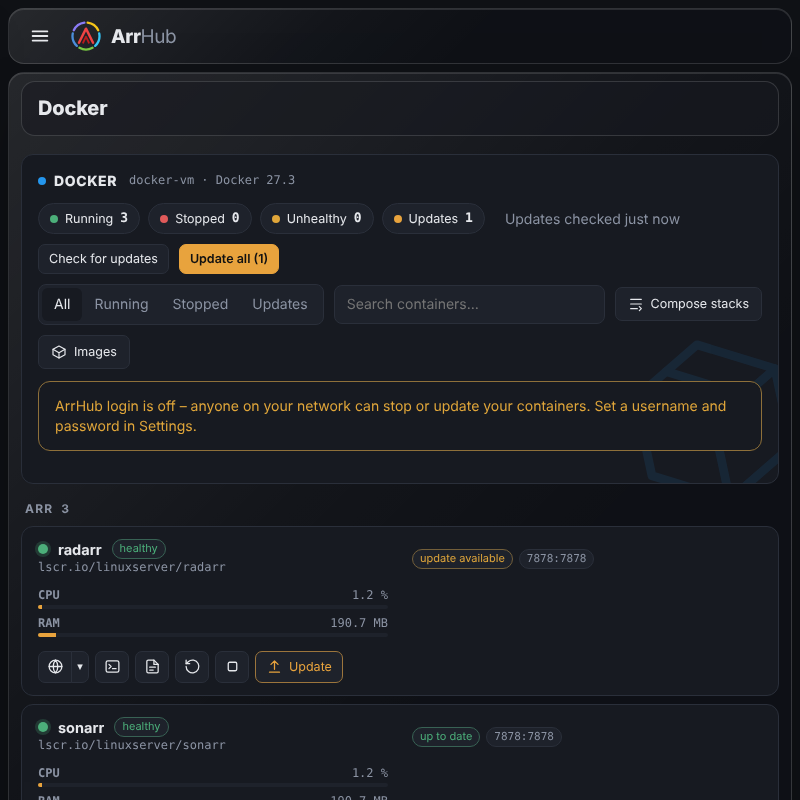 ArrHub
Docker
DOCKER docker-vm · Docker 27.3
Running 3 Stopped 0 Unhealthy 0 Updates 1 Updates checked just now
Check for updates Update all (1)
All Running Stopped Updates Search containers... Compose stacks
Images
ArrHub login is off – anyone on your network can stop or update your containers. Set a username and
password in Settings.
ARR 3
radarr healthy update available 7878:7878
lscr.io/linuxserver/radarr
CPU 1.2 %
RAM 190.7 MB
Update
sonarr healthy up to date 7878:7878
lscr.io/linuxserver/sonarr
CPU 1.2 %
RAM 190.7 MB